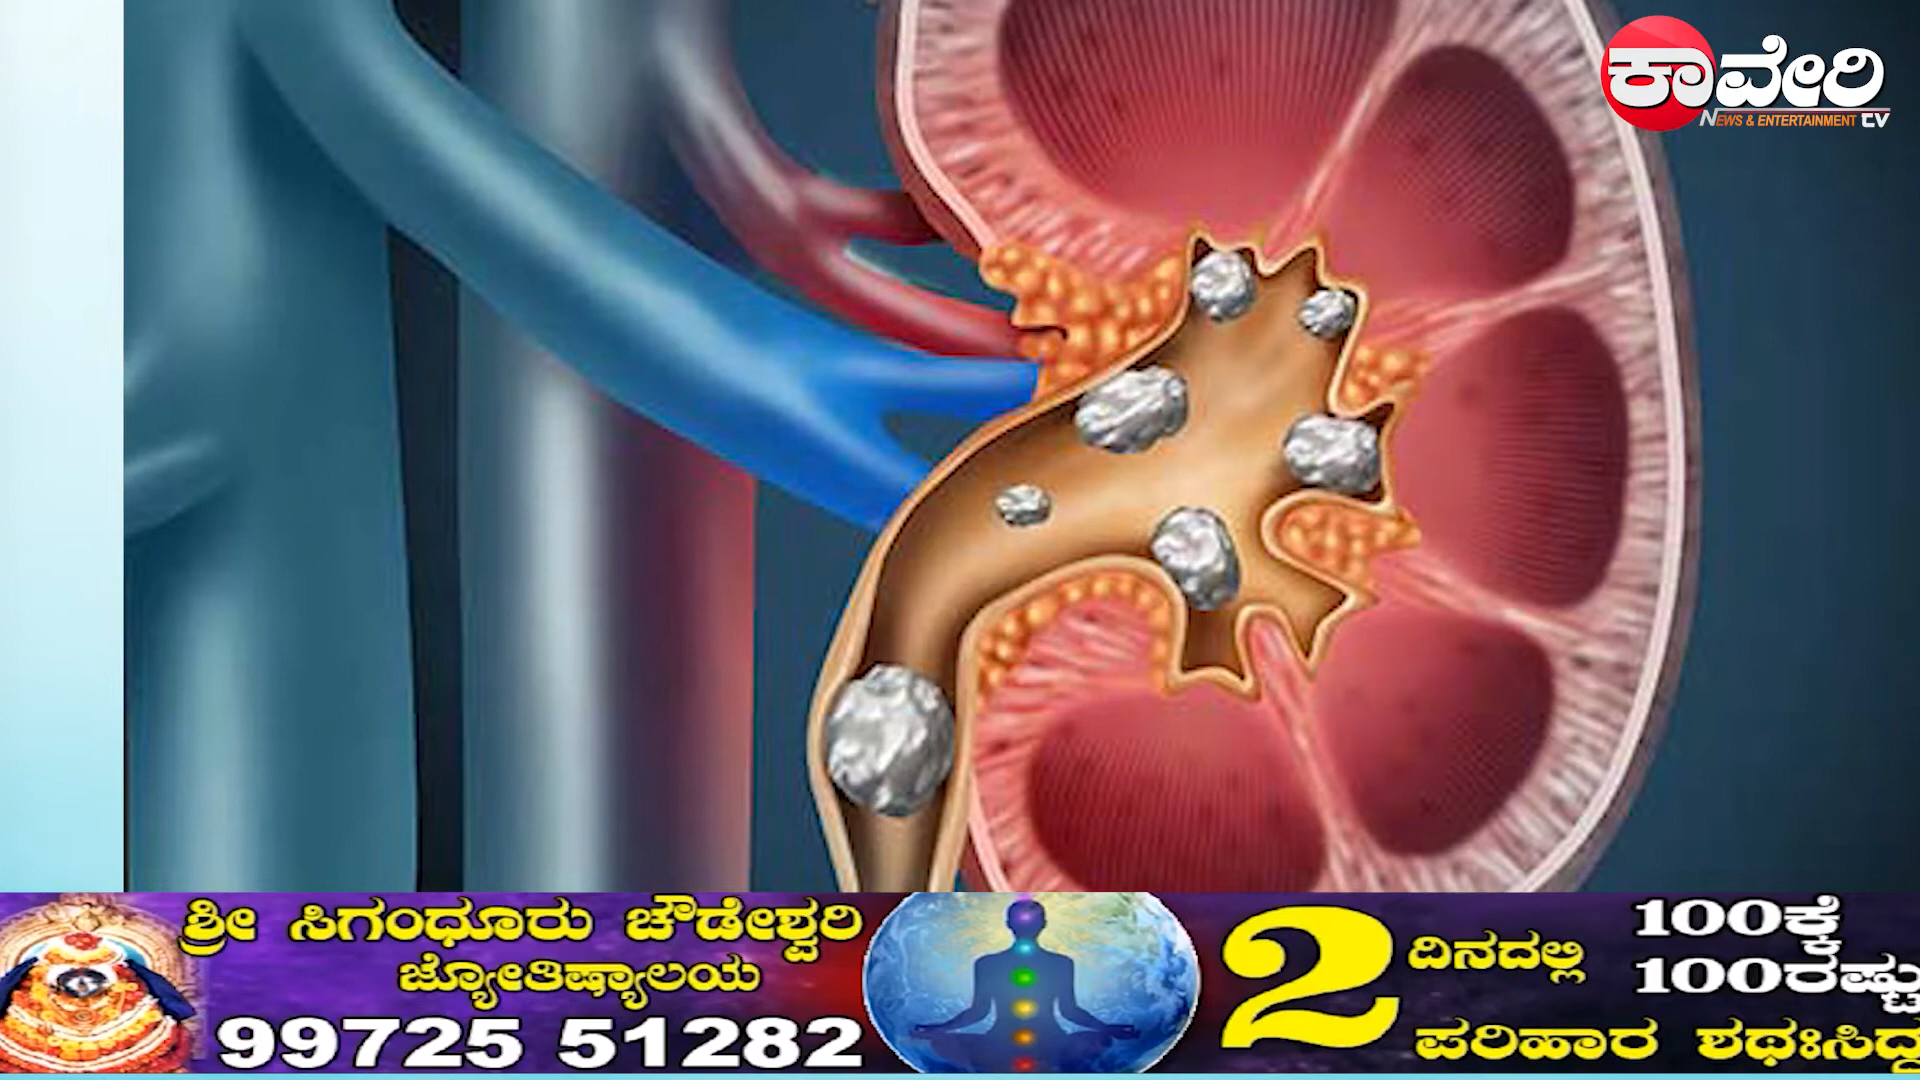 ಕಾವೇರಿ
NEWS & ENTERTAINMENT TV
ಶ್ರೀ ಸಿಗಂಧೂರು ಚೌಡೇಶ್ವರಿ
ಜ್ಯೋತಿಷ್ಯಾಲಯ
99725 51282
2 ದಿನದಲ್ಲಿ
100ಕ್ಕೆ
100ರಷ್ಟು
ಪರಿಹಾರ ಶಥಃಸಿದ್ಧ